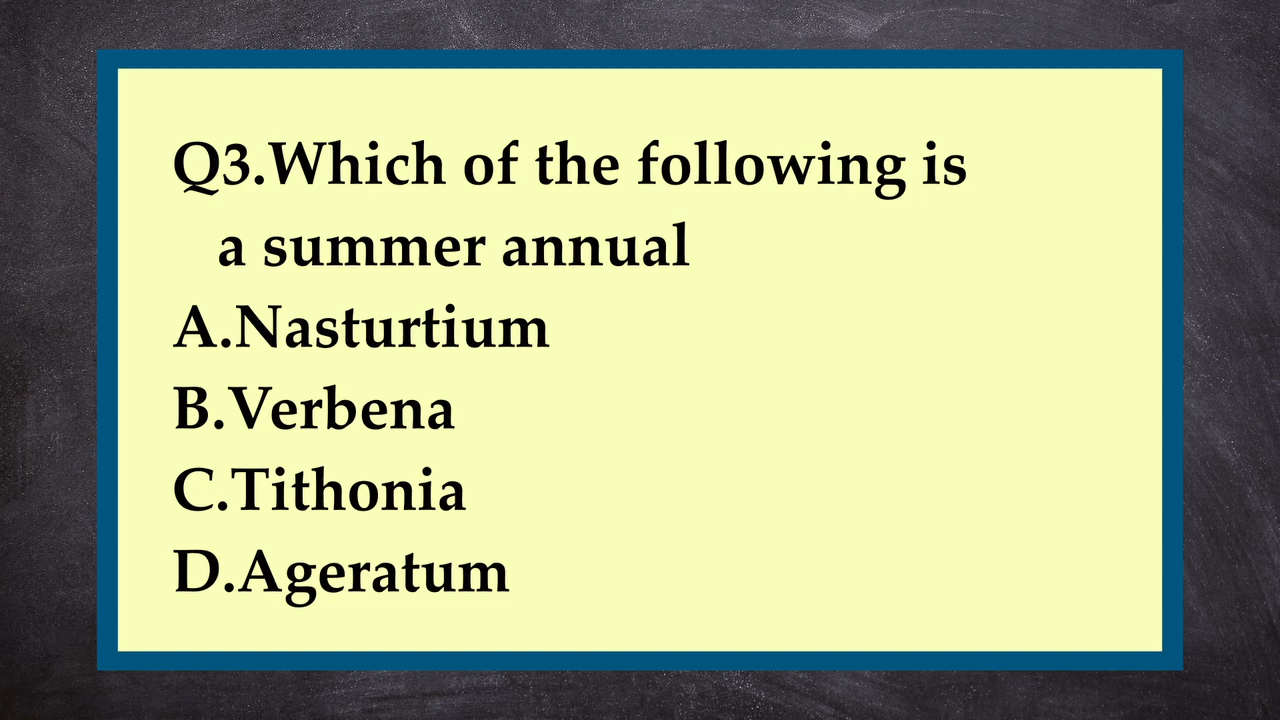 Q3.Which of the following is
a summer annual
A.Nasturtium
B.Verbena
C.Tithonia
D.Ageratum